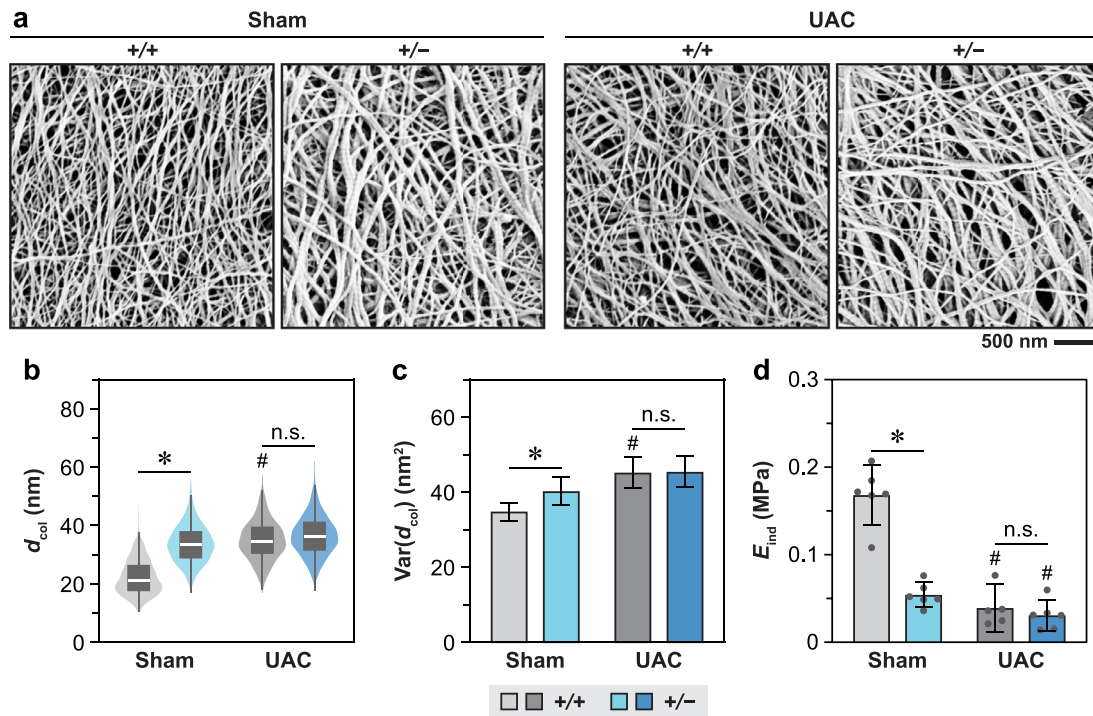 a
Sham
UAC
+/+
+/−
+/+
+/−
500 nm
b
80
60
40
20
0
d_col (nm)
*
#
n.s.
Sham
UAC
c
60
40
20
0
Var(d_col) (nm²)
*
#
n.s.
Sham
UAC
d
0.3
0.2
0.1
0
E_ind (MPa)
*
#
n.s.
#
Sham
UAC
+/+
+/−